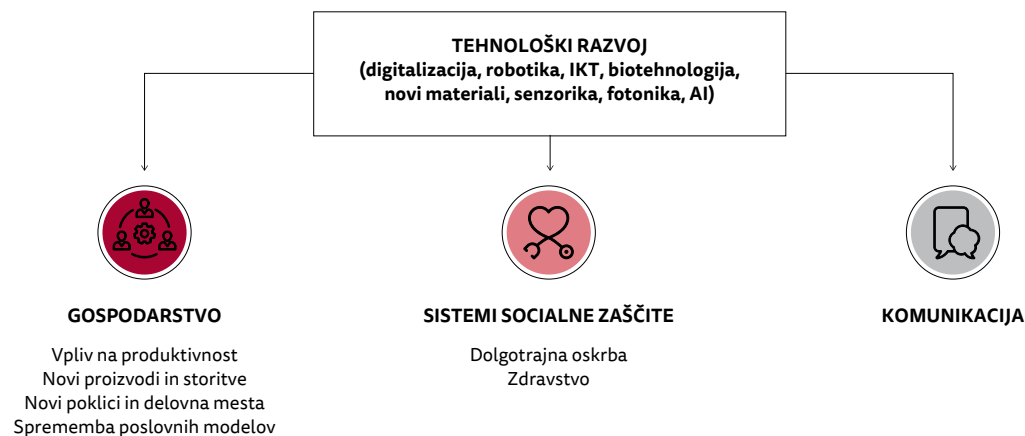 TEHNOLOŠKI RAZVOJ
(digitalizacija, robotika, IKT, biotehnologija,
novi materiali, senzorika, fotonika, AI)
GOSPODARSTVO
Vpliv na produktivnost
Novi proizvodi in storitve
Novi poklici in delovna mesta
Sprememba poslovnih modelov
SISTEMI SOCIALNE ZAŠČITE
Dolgotrajna oskrba
Zdravstvo
KOMUNIKACIJA